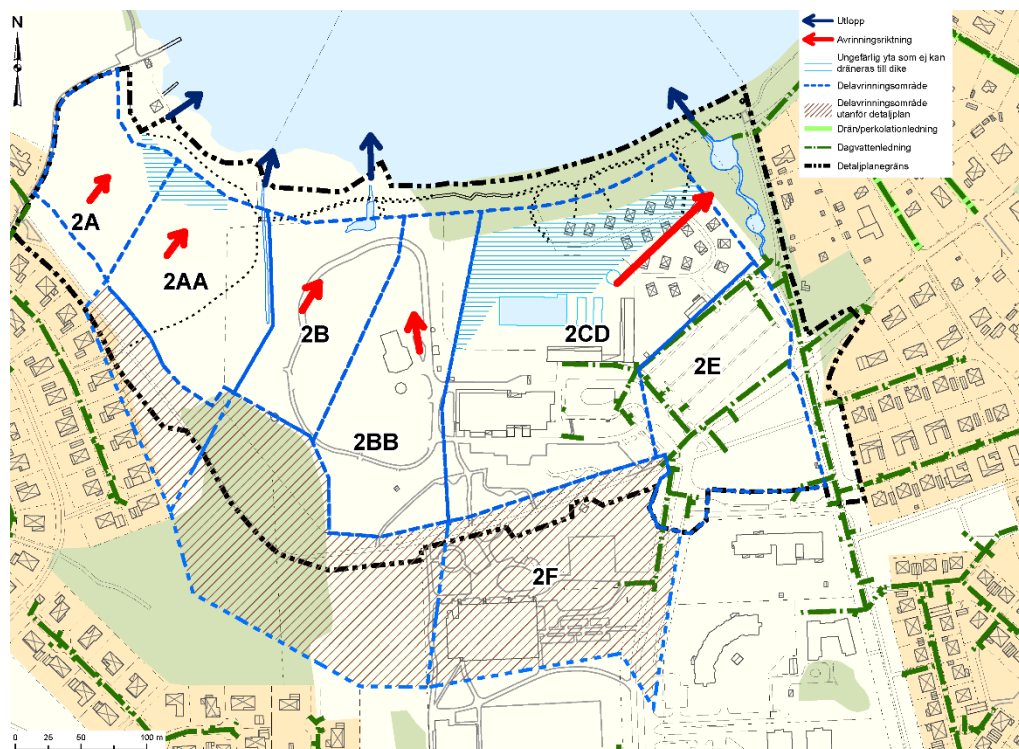 N
Utlopp
Avrinningsriktning
Ungefärlig yta som ej kan
dräneras till dike
Delavrinningsområde
Delavrinningsområde
utanför detaljplan
Drän/perkolationledning
Dagvattenledning
Detaljplanegräns
2A
2AA
2B
2CD
2E
2BB
2F
0 25 50 100 m